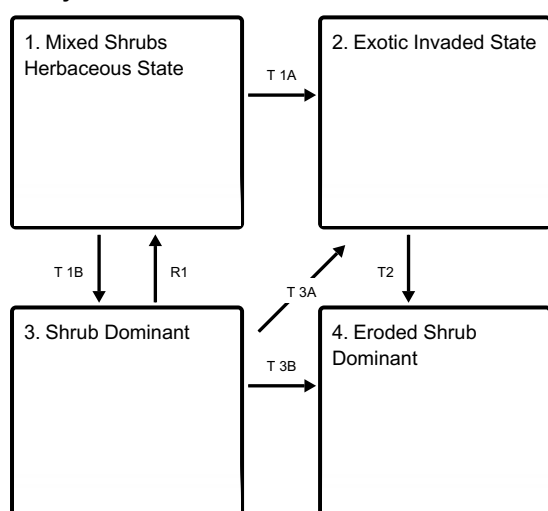 1. Mixed Shrubs
Herbaceous State
T 1A
2. Exotic Invaded State
T 1B
R1
T 3A
T2
3. Shrub Dominant
T 3B
4. Eroded Shrub
Dominant